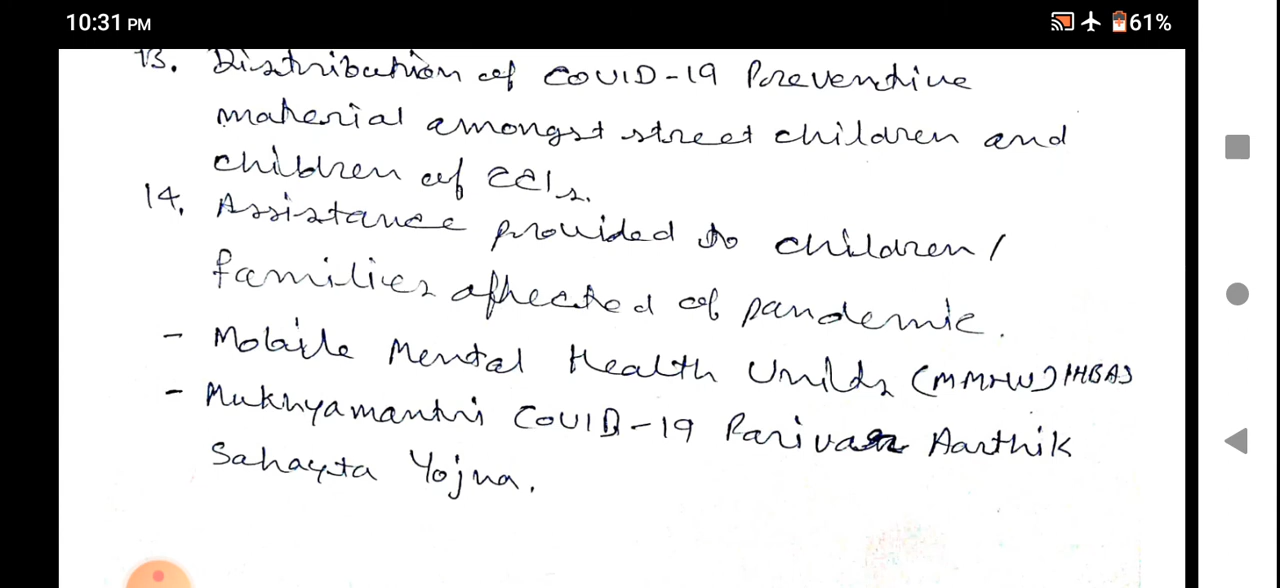 10:31 PM
61%
13. Distribution of COVID-19 Preventive
material amongst street children and
children of CCIs.
14. Assistance provided to children/
families affected of pandemic.
- Mobile Mental Health Units (MMHU) IHBAS
- Mukhyamantri COVID-19 Parivar Aarthik
Sahayta Yojna.